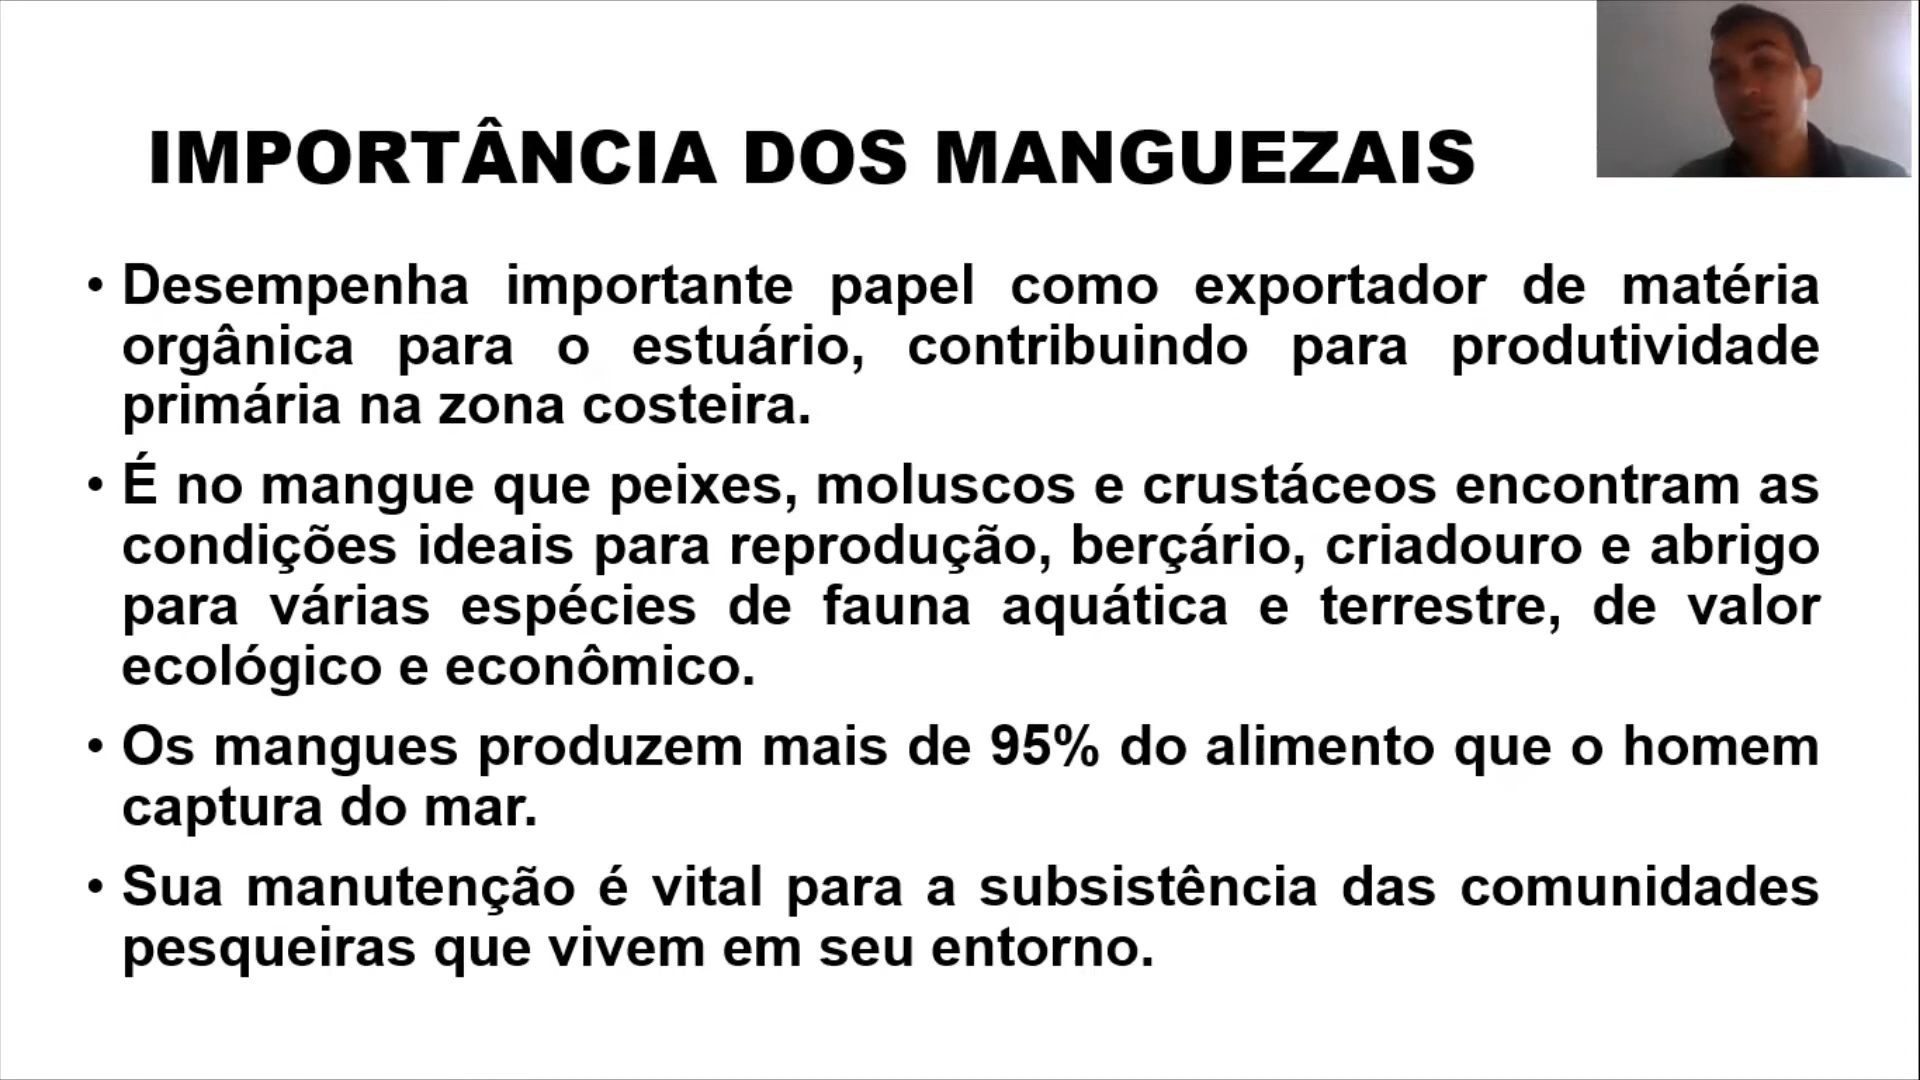 IMPORTÂNCIA DOS MANGUEZAIS
• Desempenha importante papel como exportador de matéria
orgânica para o estuário, contribuindo para produtividade
primária na zona costeira.
• É no mangue que peixes, moluscos e crustáceos encontram as
condições ideais para reprodução, berçário, criadouro e abrigo
para várias espécies de fauna aquática e terrestre, de valor
ecológico e econômico.
• Os mangues produzem mais de 95% do alimento que o homem
captura do mar.
• Sua manutenção é vital para a subsistência das comunidades
pesqueiras que vivem em seu entorno.